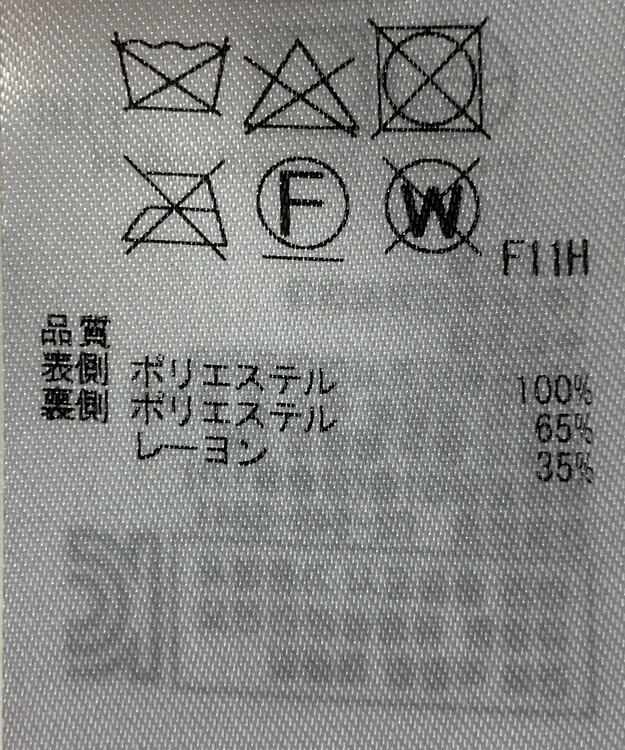 F W
F11H
品質
表側 ポリエステル 100%
裏側 ポリエステル 65%
レーヨン 35%